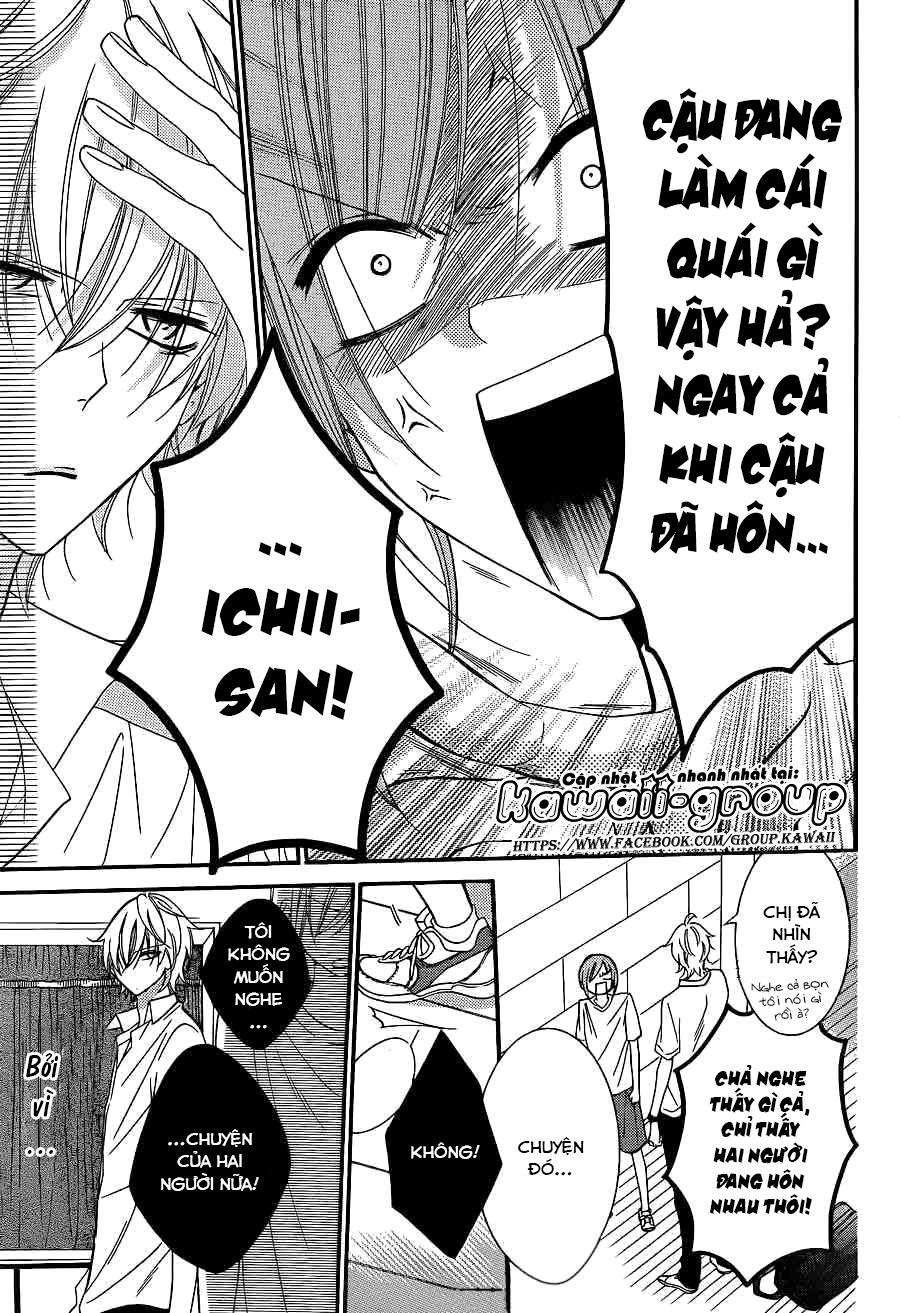 CẬU ĐANG
LÀM CÁI
QUÁI GÌ
VẬY HẢ?
NGAY CẢ
KHI CẬU
ĐÃ HÔN...
...
ICHII-
SAN!
Cập nhật nhanh nhất tại:
kawaii-group
HTTPS://WWW.FACEBOOK.COM/GROUP.KAWAII
CHỊ ĐÃ
NHÌN
THẤY?
Nghe cả bọn
tôi nói gì
rồi à?
CHẢ NGHE
THẤY GÌ CẢ,
CHỈ THẤY
HAI NGƯỜI
ĐANG HÔN
NHAU THÔI!
CHUYỆN
ĐÓ...
KHÔNG!
TÔI
KHÔNG
MUỐN
NGHE
...
...CHUYỆN
CỦA HAI
NGƯỜI NỮA!
Bởi
vì
...